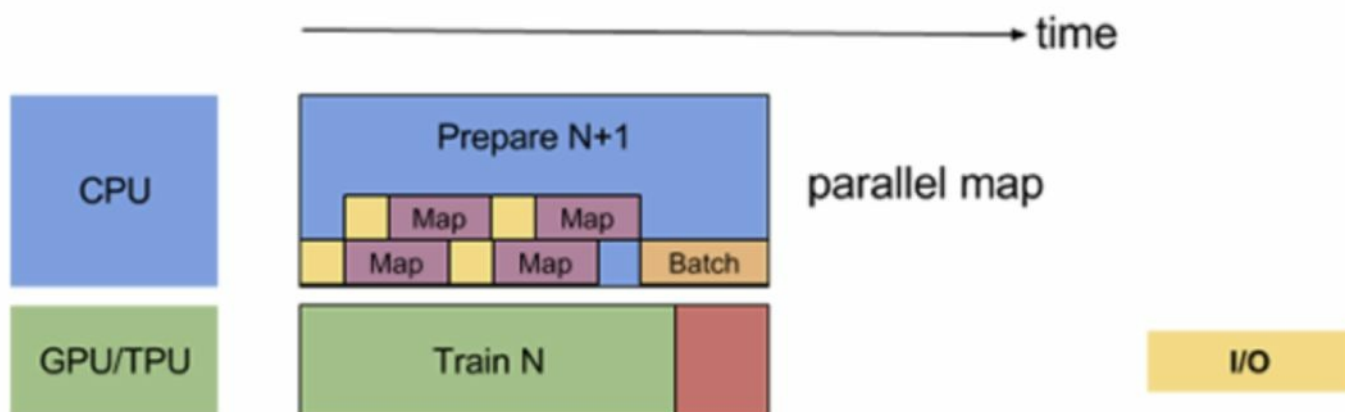 time
CPU
Prepare N+1
parallel map
Map
Map
Map
Map
Batch
GPU/TPU
Train N
I/O